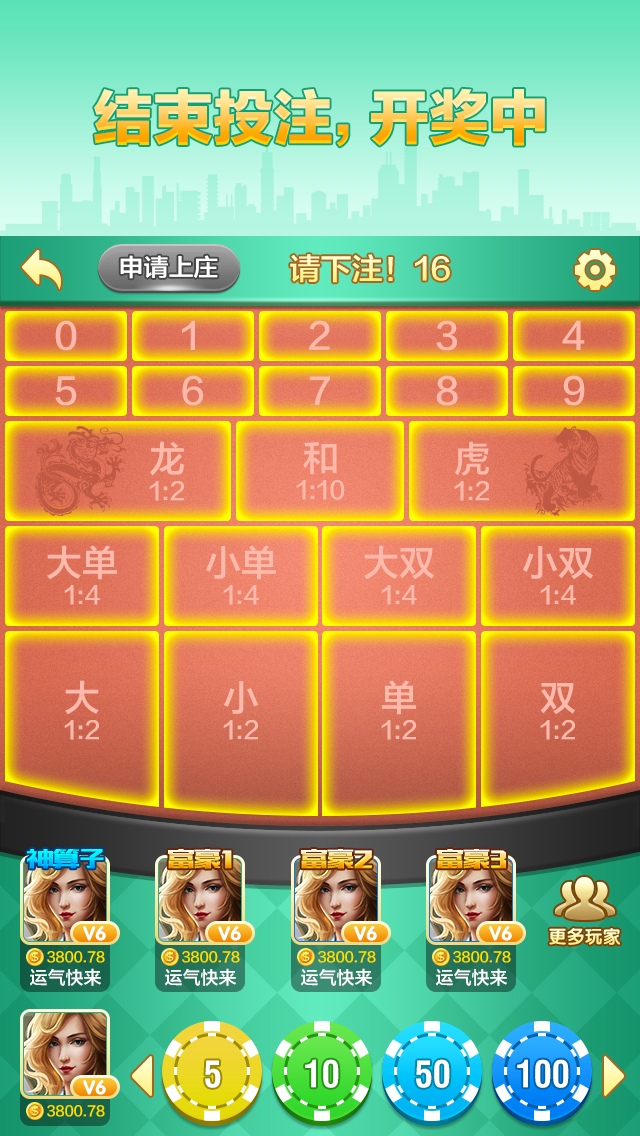 结束投注,开奖中
申请上庄 请下注!16
0 1 2 3 4
5 6 7 8 9
龙 和 虎
1:2 1:10 1:2
大单 小单 大双 小双
1:4 1:4 1:4 1:4
大 小 单 双
1:2 1:2 1:2 1:2
神算子 富豪1 富豪2 富豪3
V6 V6 V6 V6 更多玩家
3800.78 3800.78 3800.78 3800.78
运气快来 运气快来 运气快来 运气快来
5 10 50 100
V6
3800.78